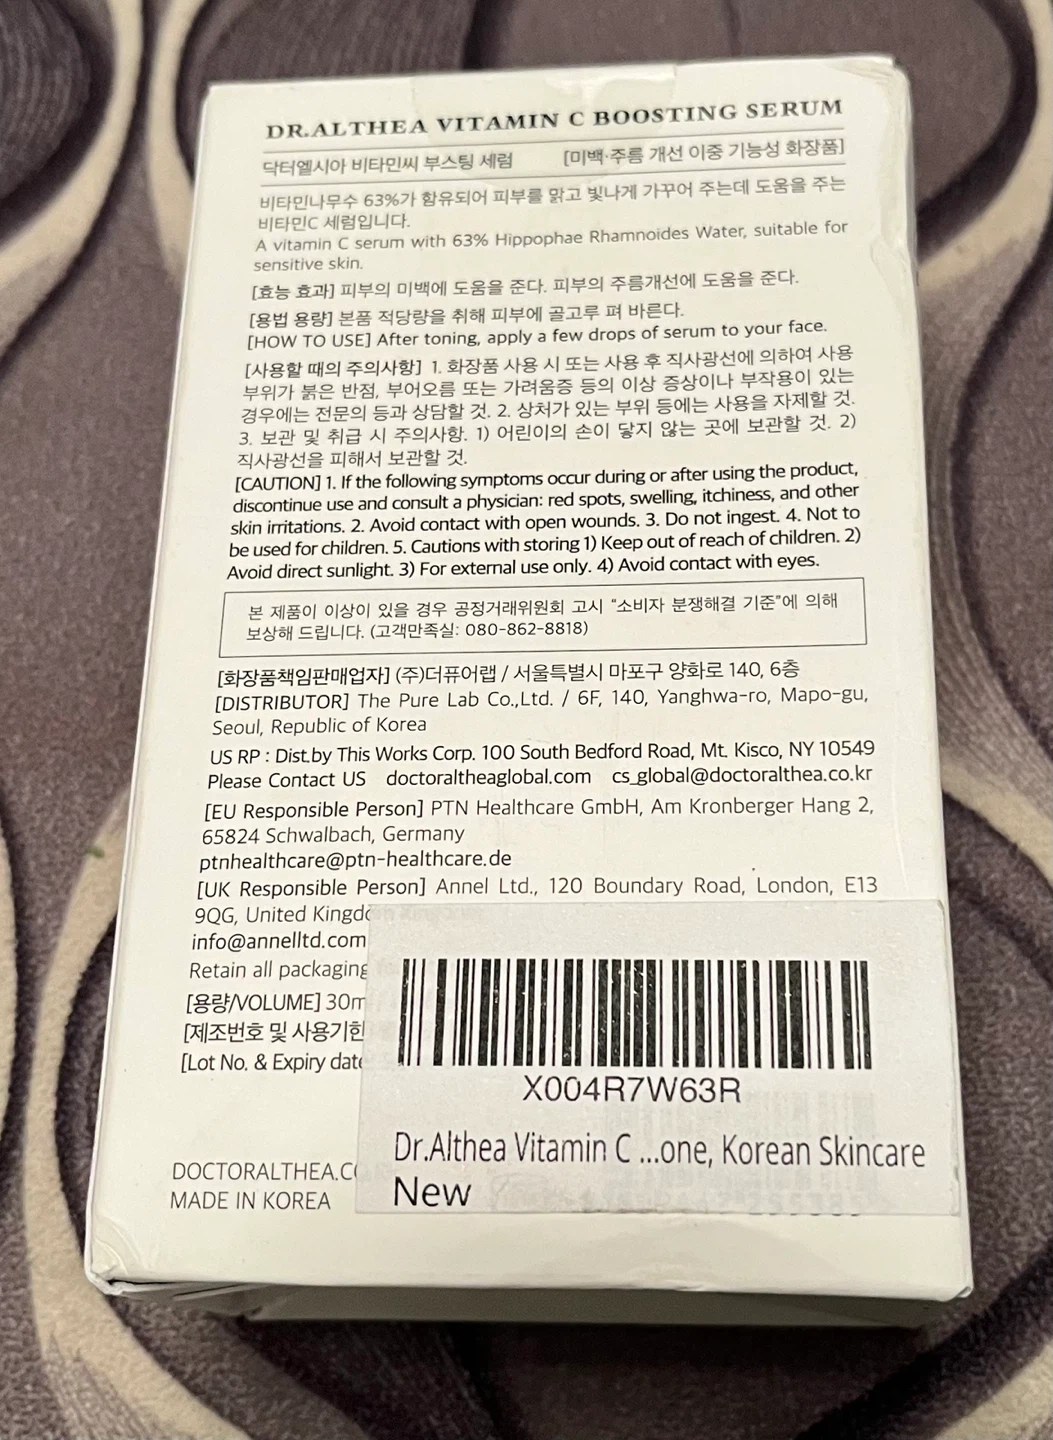 DR.ALTHEA VITAMIN C BOOSTING SERUM
닥터엘시아 비타민씨 부스팅 세럼 [미백·주름 개선 이중 기능성 화장품]
비타민나무수 63%가 함유되어 피부를 맑고 빛나게 가꾸어 주는데 도움을 주는
비타민C 세럼입니다.
A vitamin C serum with 63% Hippophae Rhamnoides Water, suitable for
sensitive skin.
[효능 효과] 피부의 미백에 도움을 준다. 피부의 주름개선에 도움을 준다.
[용법 용량] 본품 적당량을 취해 피부에 골고루 펴 바른다.
[HOW TO USE] After toning, apply a few drops of serum to your face.
[사용할 때의 주의사항] 1. 화장품 사용 시 또는 사용 후 직사광선에 의하여 사용
부위가 붉은 반점, 부어오름 또는 가려움증 등의 이상 증상이나 부작용이 있는
경우에는 전문의 등과 상담할 것. 2. 상처가 있는 부위 등에는 사용을 자제할 것.
3. 보관 및 취급 시 주의사항. 1) 어린이의 손이 닿지 않는 곳에 보관할 것. 2)
직사광선을 피해서 보관할 것.
[CAUTION] 1. If the following symptoms occur during or after using the product,
discontinue use and consult a physician: red spots, swelling, itchiness, and other
skin irritations. 2. Avoid contact with open wounds. 3. Do not ingest. 4. Not to
be used for children. 5. Cautions with storing 1) Keep out of reach of children. 2)
Avoid direct sunlight. 3) For external use only. 4) Avoid contact with eyes.
본 제품이 이상이 있을 경우 공정거래위원회 고시 "소비자 분쟁해결 기준"에 의해
보상해 드립니다. (고객만족실: 080-862-8818)
[화장품책임판매업자] (주)더퓨어랩 / 서울특별시 마포구 양화로 140, 6층
[DISTRIBUTOR] The Pure Lab Co.,Ltd. / 6F, 140, Yanghwa-ro, Mapo-gu,
Seoul, Republic of Korea
US RP : Dist.by This Works Corp. 100 South Bedford Road, Mt. Kisco, NY 10549
Please Contact US doctoraltheaglobal.com cs_global@doctoralthea.co.kr
[EU Responsible Person] PTN Healthcare GmbH, Am Kronberger Hang 2,
65824 Schwalbach, Germany
ptnhealthcare@ptn-healthcare.de
[UK Responsible Person] Annel Ltd., 120 Boundary Road, London, E13
9QG, United Kingdo
info@annelltd.com
Retain all packaging
[용량/VOLUME] 30m
[제조번호 및 사용기한
[Lot No. & Expiry date
DOCTORALTHEA.CO
MADE IN KOREA
X004R7W63R
Dr.Althea Vitamin C ...one, Korean Skincare
New